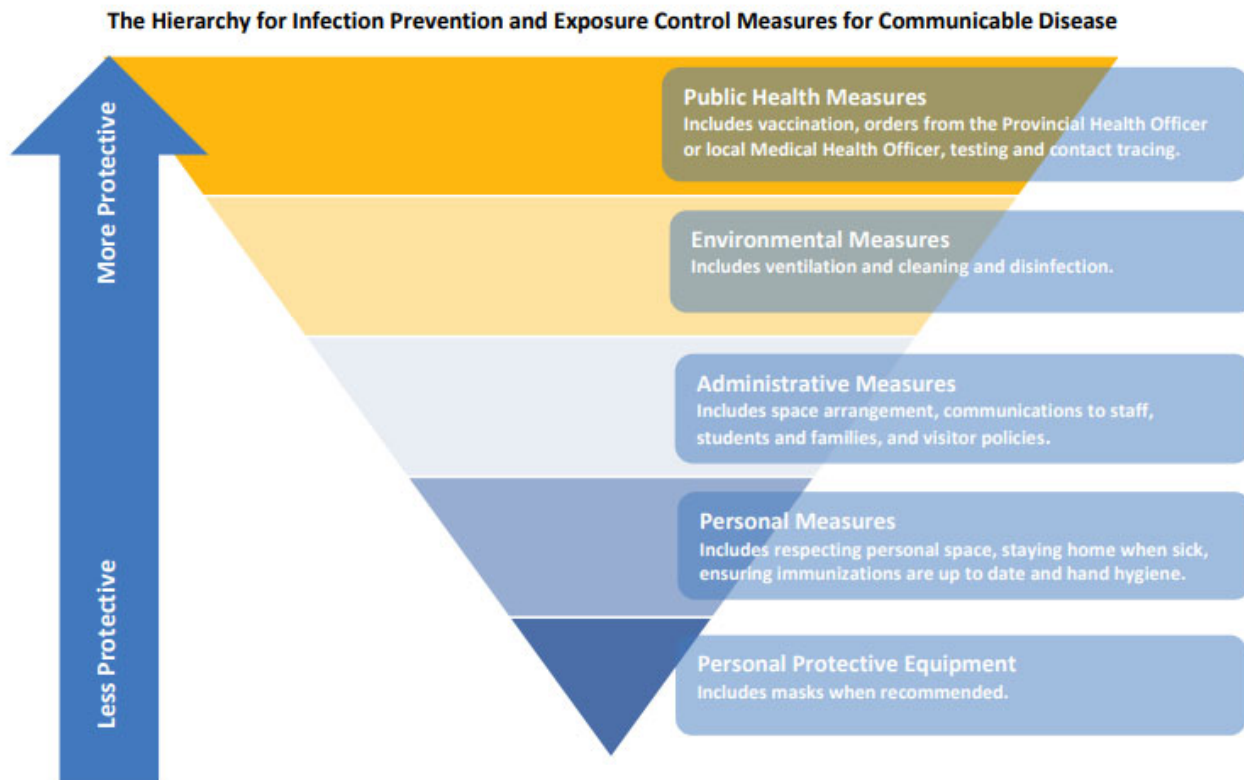 The Hierarchy for Infection Prevention and Exposure Control Measures for Communicable Disease
More Protective
Less Protective
Public Health Measures
Includes vaccination, orders from the Provincial Health Officer
or local Medical Health Officer, testing and contact tracing.
Environmental Measures
Includes ventilation and cleaning and disinfection.
Administrative Measures
Includes space arrangement, communications to staff,
students and families, and visitor policies.
Personal Measures
Includes respecting personal space, staying home when sick,
ensuring immunizations are up to date and hand hygiene.
Personal Protective Equipment
Includes masks when recommended.